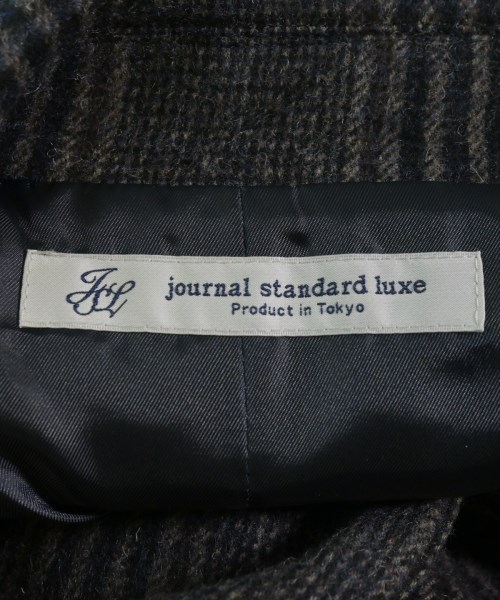 JSL
journal standard luxe
Product in Tokyo